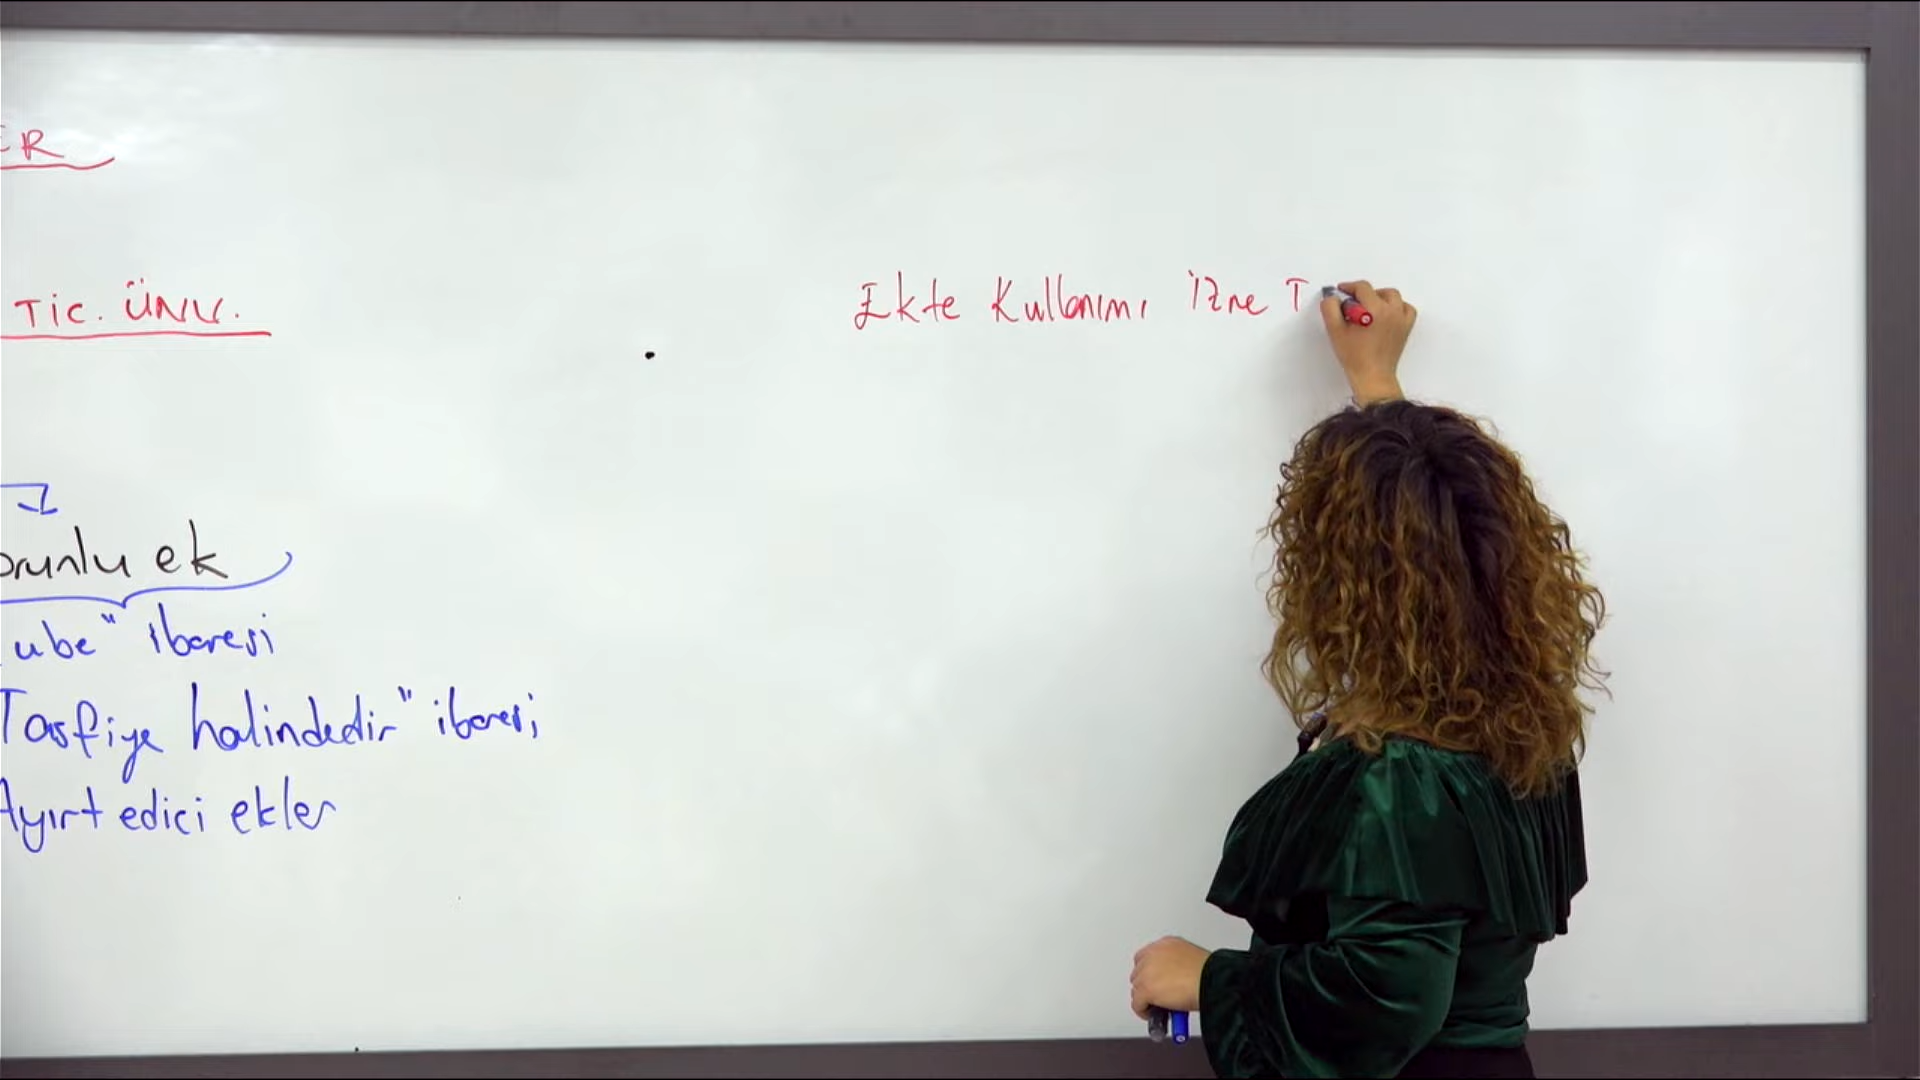 ER
TİC. ÜNV.
Ekte Kullanımı İzne T
orunlu ek
ube" ibaresi
Tasfiye halindedir" ibaresi
Ayırt edici ekler